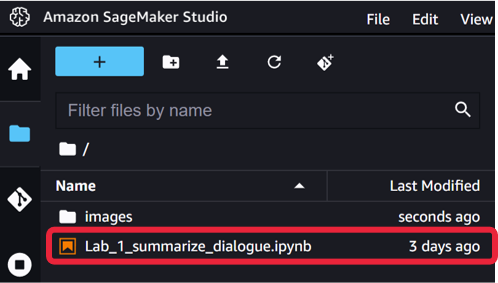 Amazon SageMaker Studio File Edit View
+
Filter files by name
/
Name Last Modified
images seconds ago
Lab_1_summarize_dialogue.ipynb 3 days ago